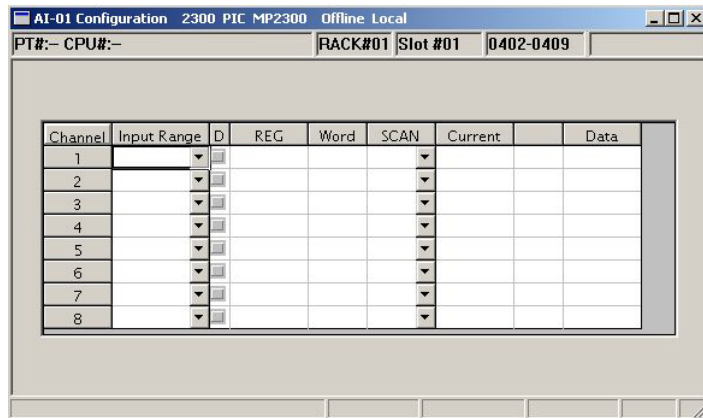 AI-01 Configuration 2300 PIC MP2300 Offline Local
PT#:– CPU#:– RACK#01 Slot #01 0402-0409
Channel Input Range D REG Word SCAN Current Data
1
2
3
4
5
6
7
8